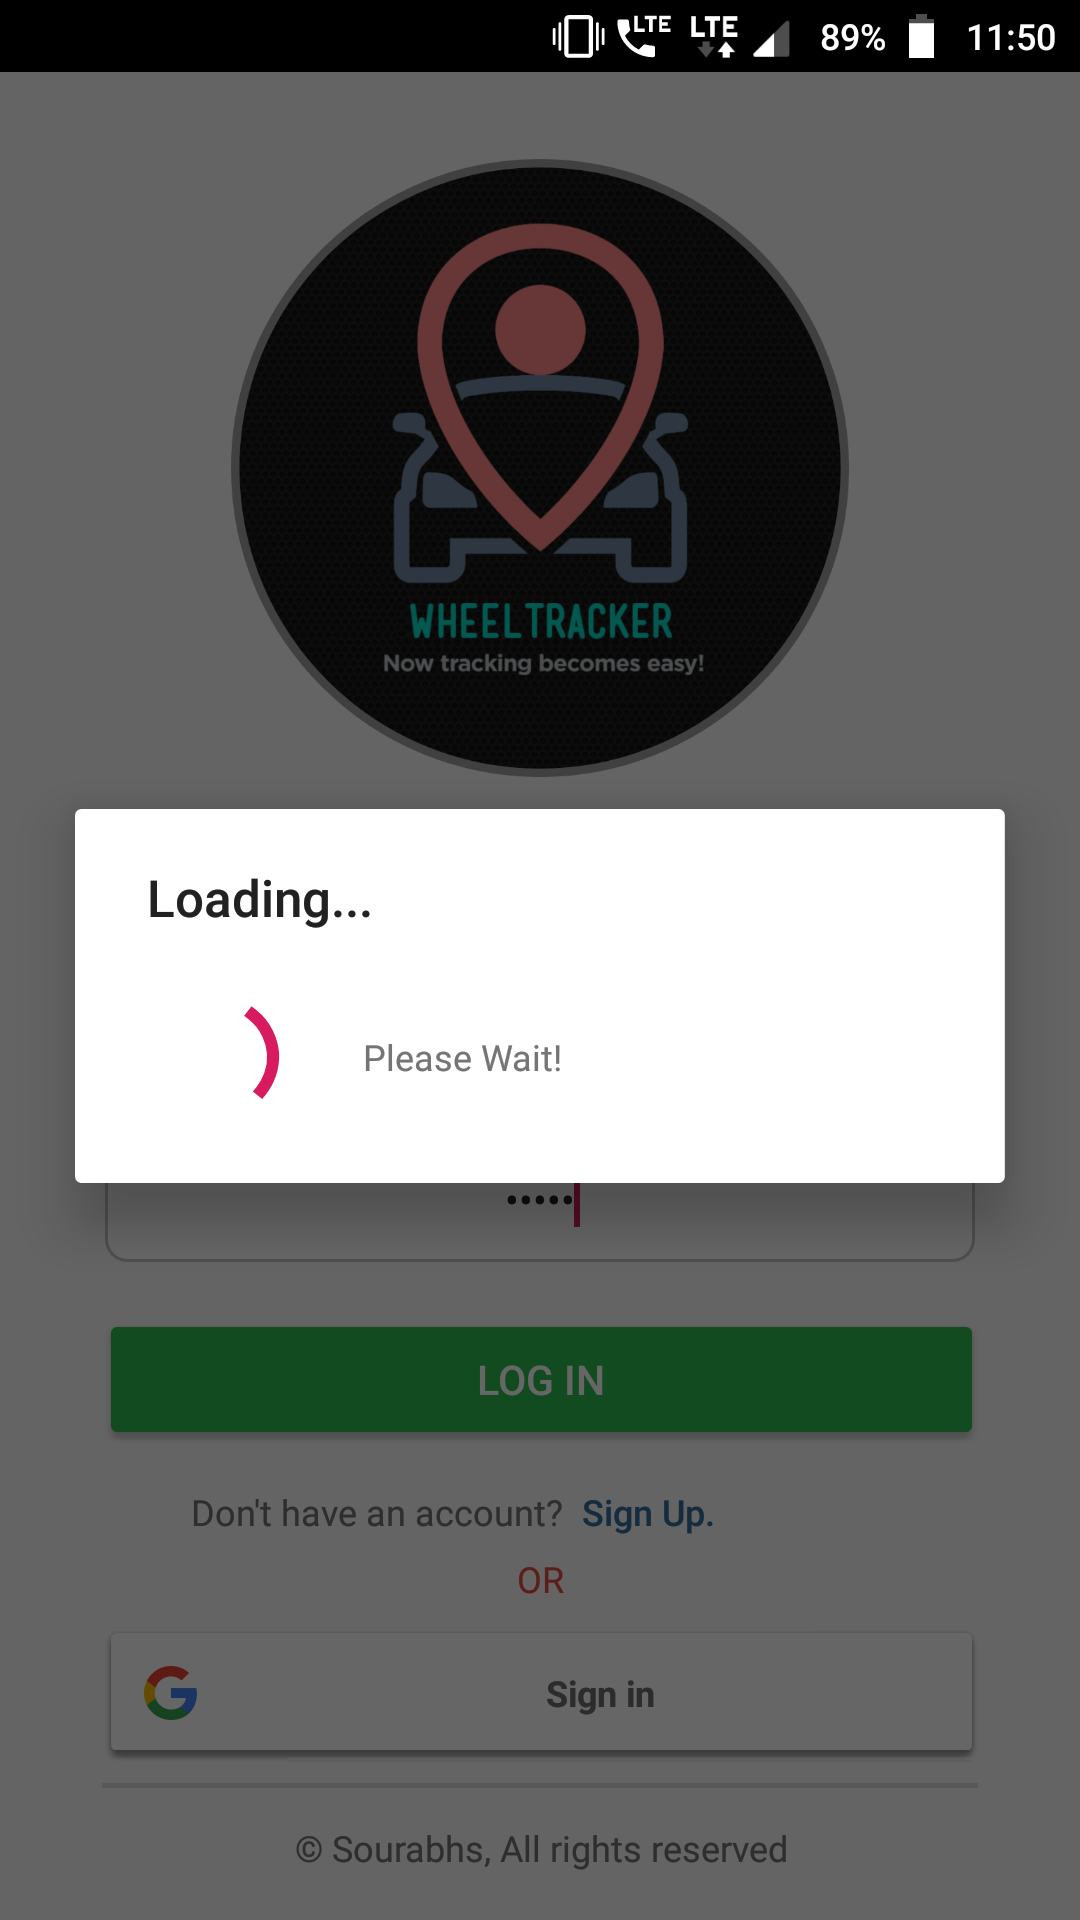 LTE LTE 89% 11:50
WHEELTRACKER
Now tracking becomes easy!
Loading...
Please Wait!
•••••
LOG IN
Don't have an account? Sign Up.
OR
Sign in
© Sourabhs, All rights reserved